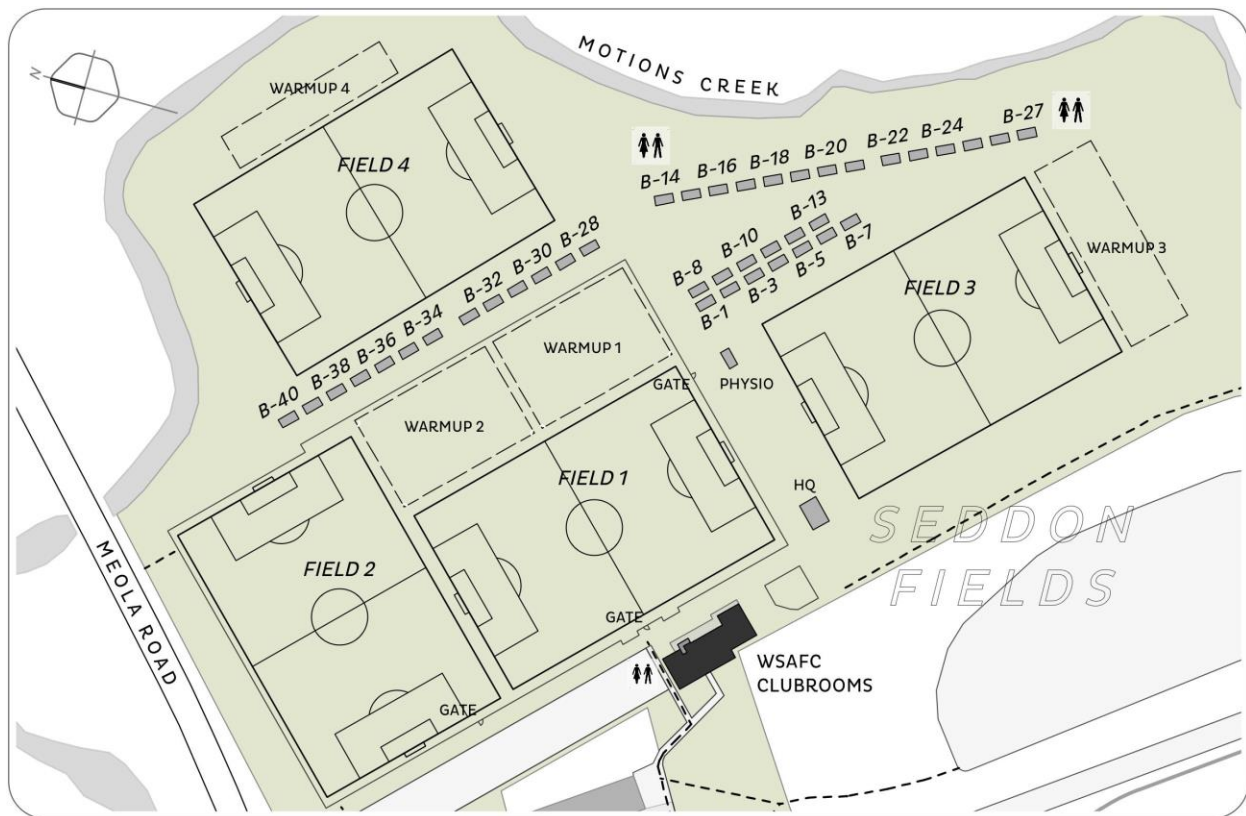 MOTIONS CREEK
N
WARMUP 4
FIELD 4
B-14
B-16
B-18
B-20
B-22
B-24
B-27
B-28
B-30
B-32
B-34
B-36
B-38
B-40
B-8
B-10
B-13
B-1
B-3
B-5
B-7
WARMUP 3
FIELD 3
WARMUP 1
GATE
PHYSIO
WARMUP 2
FIELD 1
HQ
SEDDON
FIELDS
MEOLA ROAD
FIELD 2
GATE
WSAFC
CLUBROOMS
GATE